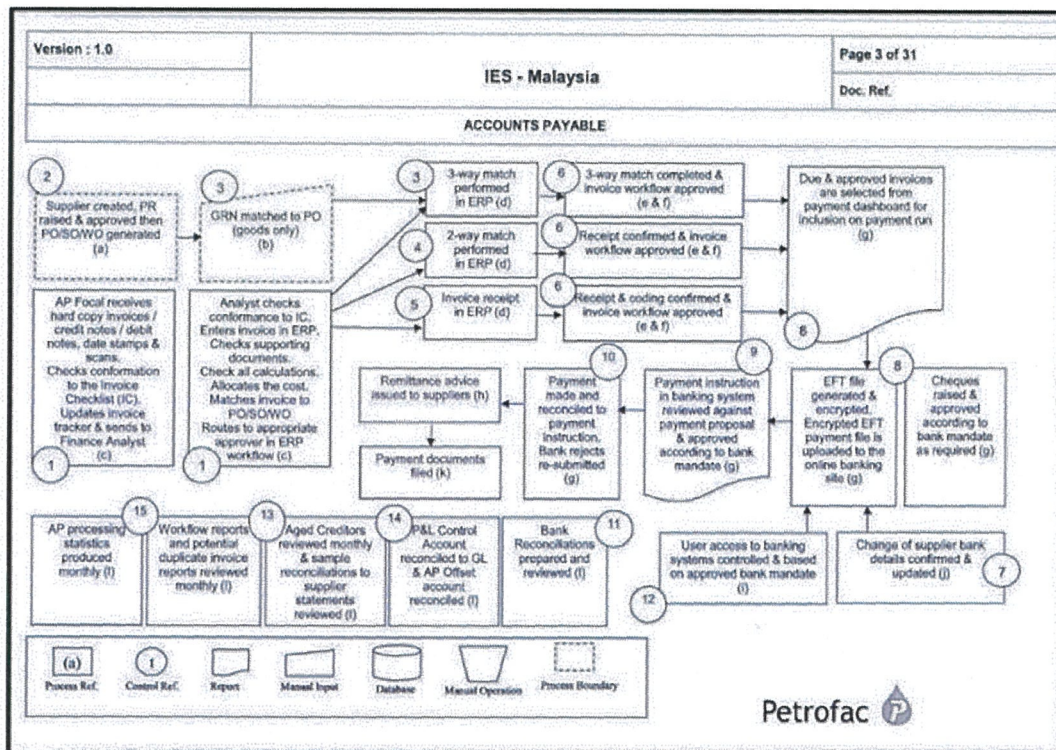 Version : 1.0
IES - Malaysia
Page 3 of 31
Doc. Ref.
ACCOUNTS PAYABLE
2
Supplier created, PR
raised & approved then
PO/SO/WO
generated
(a)
3
GRN matched to PO
(goods only)
(b)
3
3-way match
performed
in ERP (d)
6
3-way match completed &
invoice workflow approved
(e & f)
Due & approved invoices
are selected from
payment dashboard for
inclusion on payment run
(g)
4
2-way match
performed
in ERP (d)
6
Receipt confirmed & invoice
workflow approved (e & f)
5
Invoice receipt
in ERP (d)
6
Receipt & coding confirmed &
invoice workflow approved
(e & f)
8
AP Focal receives
hard copy invoices /
credit notes / debit
notes, date stamps &
scans.
Checks conformation
to the Invoice
Checklist (IC).
Updates invoice
tracker & sends to
Finance Analyst
(c)
1
Analyst checks
conformance to IC.
Enters invoice in ERP.
Checks supporting
documents.
Check all calculations.
Allocates the cost.
Matches invoice to
PO/SO/WO
Routes to appropriate
approver in ERP
workflow (c)
1
Remittance advice
issued to suppliers (h)
Payment documents
filed (k)
10
Payment
made and
reconciled to
payment
instruction.
Bank rejects
re-submitted
(g)
9
Payment instruction
in banking system
reviewed against
payment proposal
& approved
according to bank
mandate (g)
8
EFT file
generated &
encrypted.
Encrypted EFT
payment file is
uploaded to the
online banking
site (g)
Cheques
raised &
approved
according to
bank mandate
as required (g)
15
AP processing
statistics
produced
monthly (l)
13
Workflow reports
and potential
duplicate invoice
reports reviewed
monthly (l)
14
Aged Creditors
reviewed monthly
& sample
reconciliations to
supplier
statements
reviewed (l)
P&L Control
Account
reconciled to GL
& AP Offset
account
reconciled (l)
11
Bank
Reconciliations
prepared and
reviewed (l)
12
User access to banking
systems controlled & based
on approved bank mandate
(i)
7
Change of supplier bank
details confirmed &
updated (j)
(a)
Process Ref.
1
Control Ref.
Report
Manual Input
Database
Manual Operation
Process Boundary
Petrofac